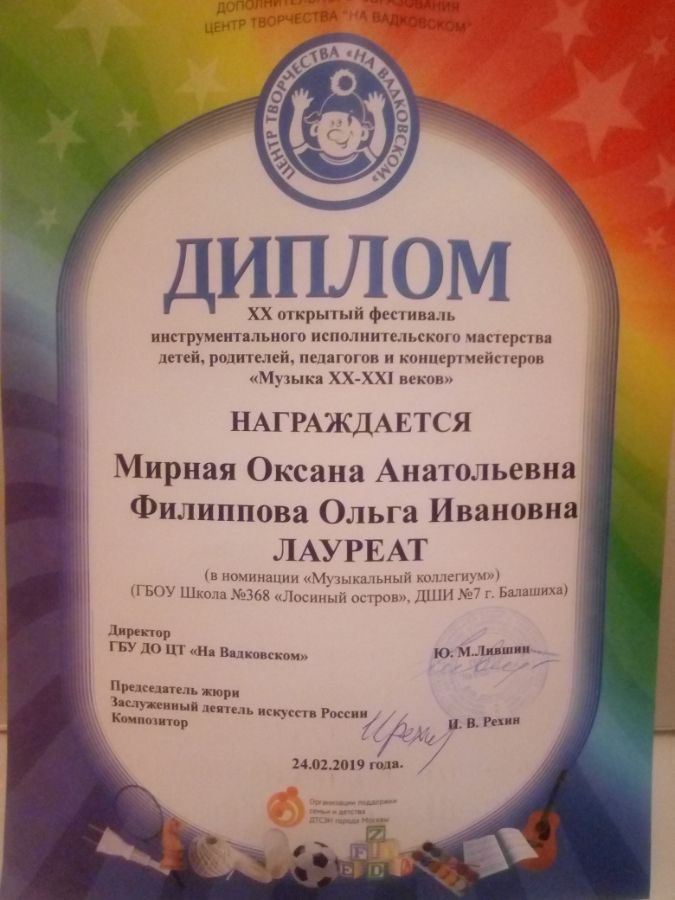 ДОПОЛНИТЕЛЬНОГО ОБРАЗОВАНИЯ
ЦЕНТР ТВОРЧЕСТВА "НА ВАДКОВСКОМ"
ЦЕНТР ТВОРЧЕСТВА «НА ВАДКОВСКОМ»
ДИПЛОМ
XX открытый фестиваль
инструментального исполнительского мастерства
детей, родителей, педагогов и концертмейстеров
«Музыка XX-XXI веков»
НАГРАЖДАЕТСЯ
Мирная Оксана Анатольевна
Филиппова Ольга Ивановна
ЛАУРЕАТ
(в номинации «Музыкальный коллегиум»)
(ГБОУ Школа №368 «Лосиный остров», ДШИ №7 г. Балашиха)
Директор
ГБУ ДО ЦТ «На Вадковском»
Ю. М.Лившин
Председатель жюри
Заслуженный деятель искусств России
Композитор
И. В. Рехин
24.02.2019 года.
Организации поддержки
семьи и детства
ДТСЗН города Москвы